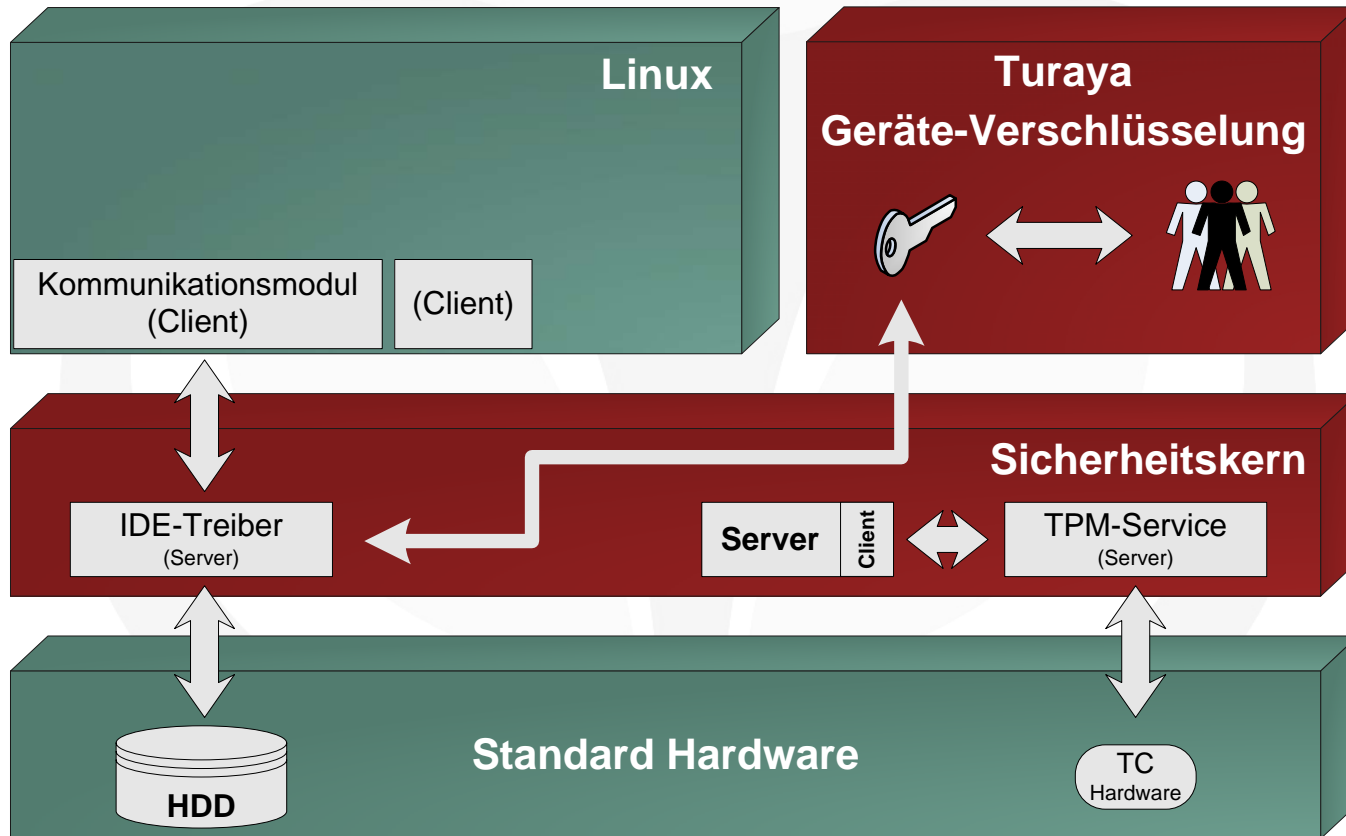 Linux
Turaya
Geräte-Verschlüsselung
Kommunikationsmodul
(Client)
(Client)
Sicherheitskern
IDE-Treiber
(Server)
Server
Client
TPM-Service
(Server)
Standard Hardware
HDD
TC
Hardware